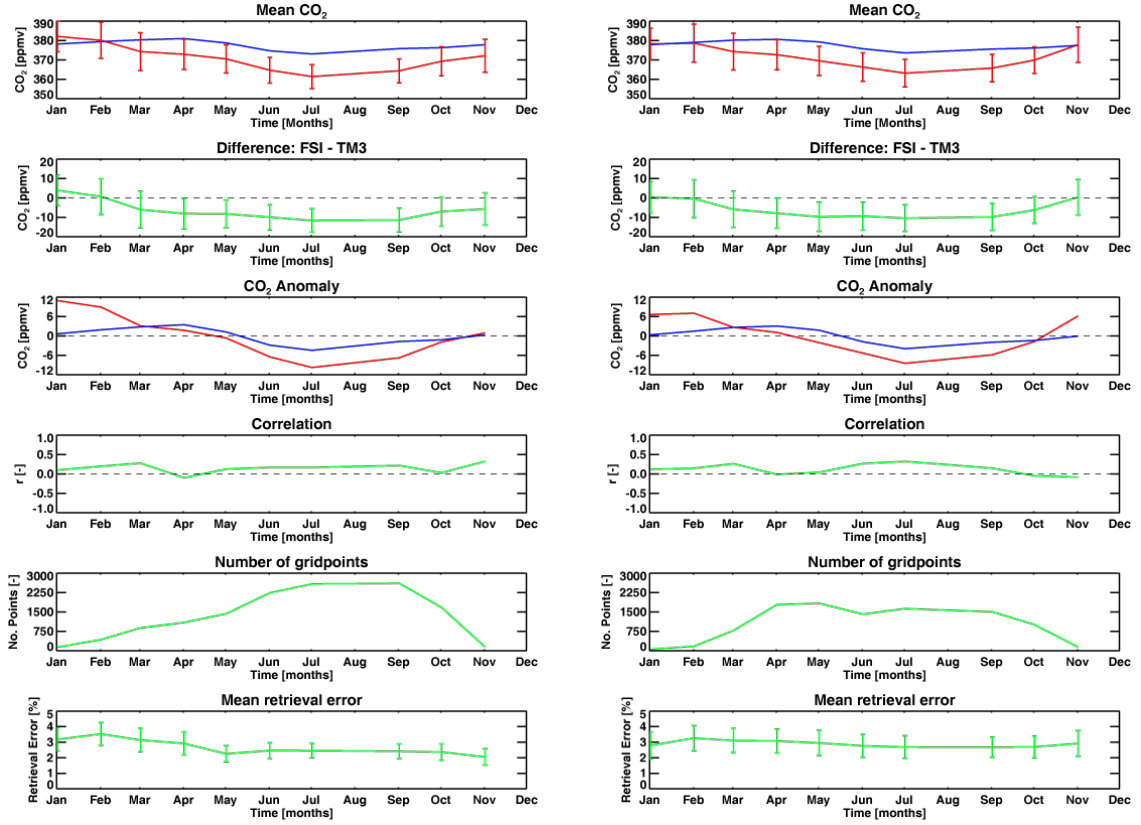 Mean CO2
CO2 [ppmv]
390
380
370
360
350
Jan Feb Mar Apr May Jun Jul Aug Sep Oct Nov Dec
Time [Months]
Difference: FSI - TM3
CO2 [ppmv]
20
10
0
-10
-20
Jan Feb Mar Apr May Jun Jul Aug Sep Oct Nov Dec
Time [months]
CO2 Anomaly
CO2 [ppmv]
12
6
0
-6
-12
Jan Feb Mar Apr May Jun Jul Aug Sep Oct Nov Dec
Time [months]
Correlation
r [-]
1.0
0.5
0.0
-0.5
-1.0
Jan Feb Mar Apr May Jun Jul Aug Sep Oct Nov Dec
Time [months]
Number of gridpoints
No. Points [-]
3000
2250
1500
750
0
Jan Feb Mar Apr May Jun Jul Aug Sep Oct Nov Dec
Time [months]
Mean retrieval error
Retrieval Error [%]
5
4
3
2
1
0
Jan Feb Mar Apr May Jun Jul Aug Sep Oct Nov Dec
Time [months]
Mean CO2
CO2 [ppmv]
390
380
370
360
350
Jan Feb Mar Apr May Jun Jul Aug Sep Oct Nov Dec
Time [Months]
Difference: FSI - TM3
CO2 [ppmv]
20
10
0
-10
-20
Jan Feb Mar Apr May Jun Jul Aug Sep Oct Nov Dec
Time [months]
CO2 Anomaly
CO2 [ppmv]
12
6
0
-6
-12
Jan Feb Mar Apr May Jun Jul Aug Sep Oct Nov Dec
Time [months]
Correlation
r [-]
1.0
0.5
0.0
-0.5
-1.0
Jan Feb Mar Apr May Jun Jul Aug Sep Oct Nov Dec
Time [months]
Number of gridpoints
No. Points [-]
3000
2250
1500
750
0
Jan Feb Mar Apr May Jun Jul Aug Sep Oct Nov Dec
Time [months]
Mean retrieval error
Retrieval Error [%]
5
4
3
2
1
0
Jan Feb Mar Apr May Jun Jul Aug Sep Oct Nov Dec
Time [months]